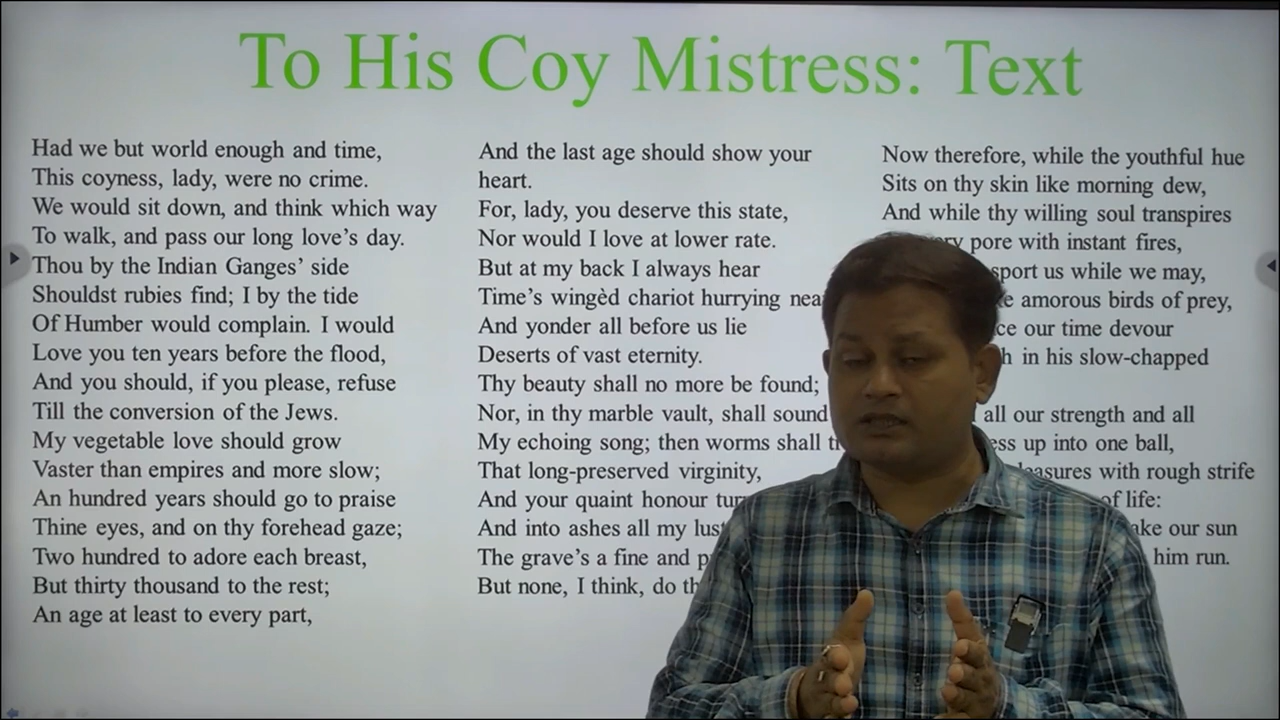 To His Coy Mistress: Text
Had we but world enough and time,
This coyness, lady, were no crime.
We would sit down, and think which way
To walk, and pass our long love’s day.
Thou by the Indian Ganges’ side
Shouldst rubies find; I by the tide
Of Humber would complain. I would
Love you ten years before the flood,
And you should, if you please, refuse
Till the conversion of the Jews.
My vegetable love should grow
Vaster than empires and more slow;
An hundred years should go to praise
Thine eyes, and on thy forehead gaze;
Two hundred to adore each breast,
But thirty thousand to the rest;
An age at least to every part,
And the last age should show your
heart.
For, lady, you deserve this state,
Nor would I love at lower rate.
But at my back I always hear
Time’s wingèd chariot hurrying
And yonder all before us lie
Deserts of vast eternity.
Thy beauty shall no more be found;
Nor, in thy marble vault, shall sound
My echoing song; then worms shall
That long-preserved virginity,
And your quaint honour
And into ashes all my lust
The grave’s a fine and
But none, I think, do
Now therefore, while the youthful hue
Sits on thy skin like morning dew,
And while thy willing soul transpires
pore with instant fires,
us while we may,
amorous birds of prey,
our time devour
in his slow-chapped
all our strength and all
up into one ball,
with rough strife
of life:
our sun
him run.